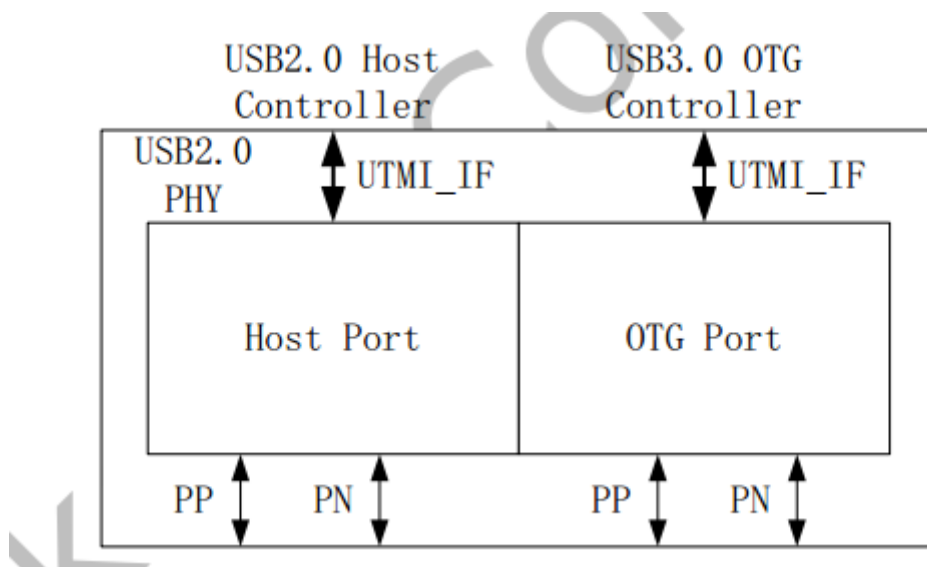 USB2.0 Host
Controller
USB3.0 OTG
Controller
USB2.0
PHY
UTMI_IF
UTMI_IF
Host Port
OTG Port
PP
PN
PP
PN